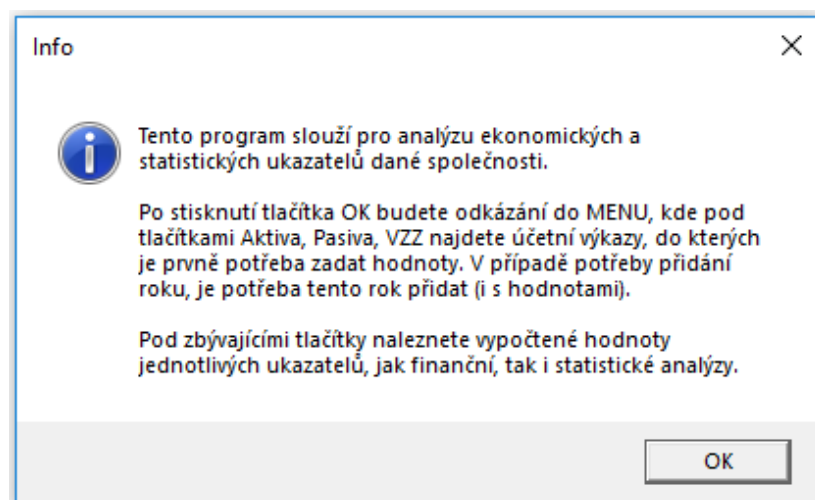 Info
Tento program slouží pro analýzu ekonomických a
statistických ukazatelů dané společnosti.
Po stisknutí tlačítka OK budete odkázání do MENU, kde pod
tlačítkami Aktiva, Pasiva, VZZ najdete účetní výkazy, do kterých
je prvně potřeba zadat hodnoty. V případě potřeby přidání
roku, je potřeba tento rok přidat (i s hodnotami).
Pod zbývajícími tlačítky naleznete vypočtené hodnoty
jednotlivých ukazatelů, jak finanční, tak i statistické analýzy.
OK